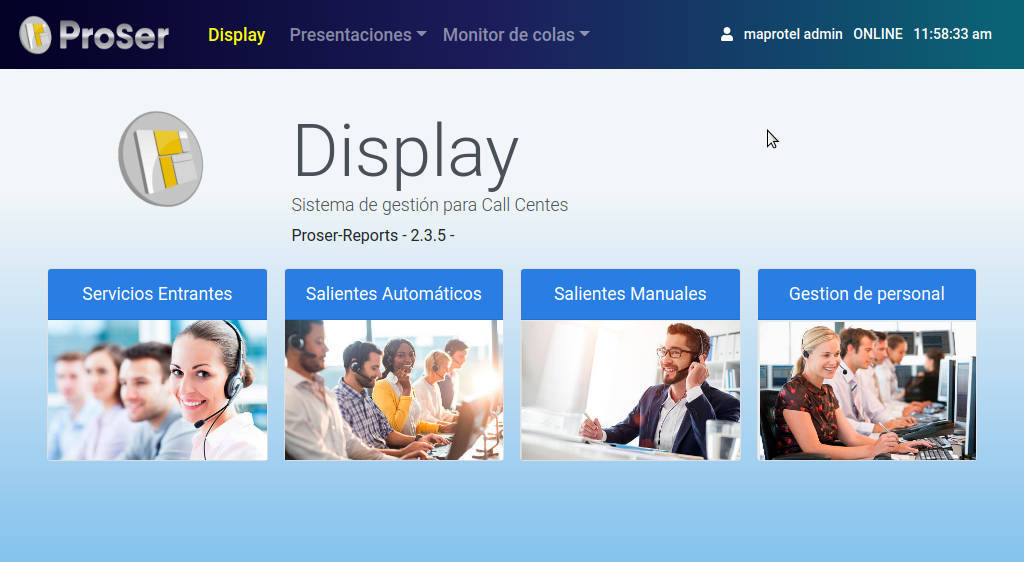 ProSer Display Presentaciones Monitor de colas maprotel admin ONLINE 11:58:33 am
Display
Sistema de gestión para Call Centes
Proser-Reports - 2.3.5 -
Servicios Entrantes
Salientes Automáticos
Salientes Manuales
Gestion de personal